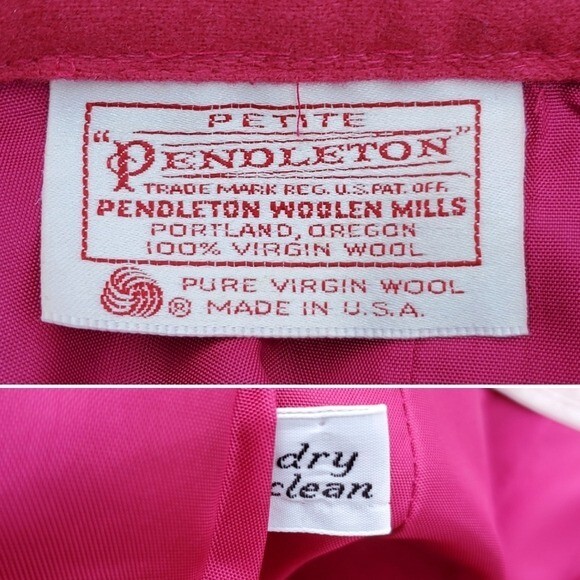 PETITE
"PENDLETON"
TRADE MARK REG. U.S. PAT. OFF.
PENDLETON WOOLEN MILLS
PORTLAND, OREGON
100% VIRGIN WOOL
PURE VIRGIN WOOL
® MADE IN U.S.A.
dry
clean